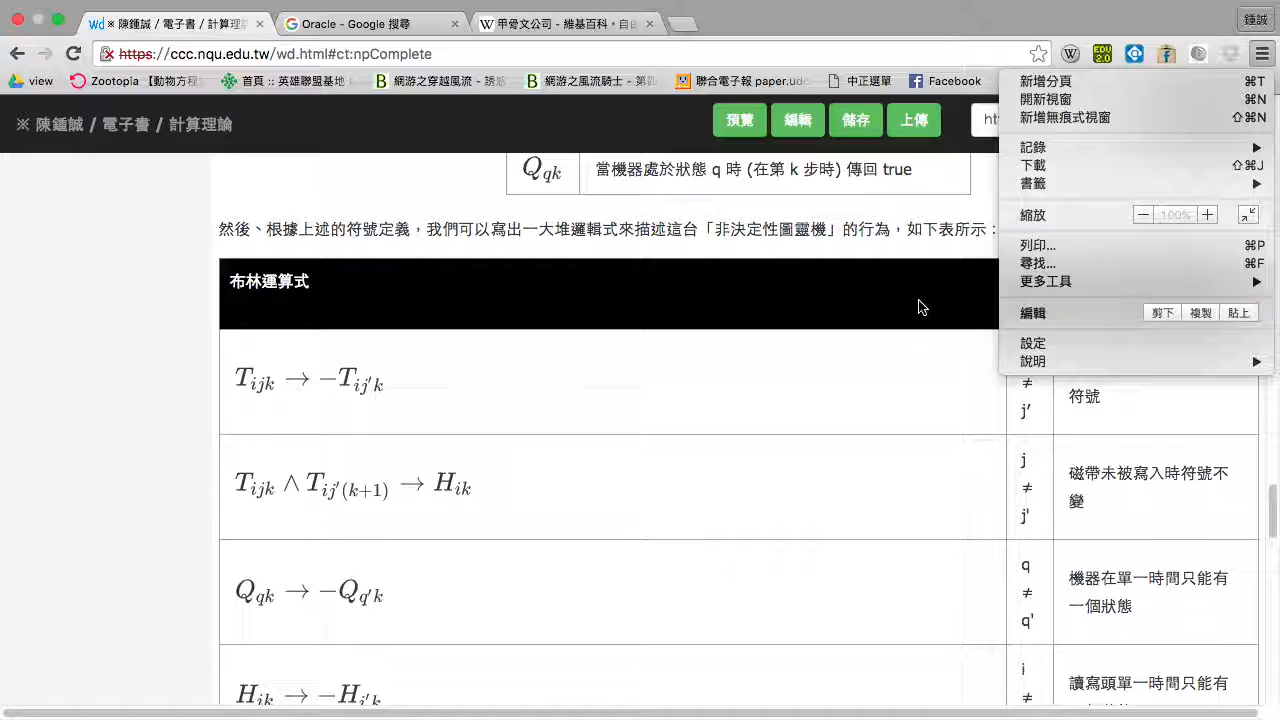 ※ 陳鍾誠 / 電子書 / 計算理
Oracle - Google 搜尋
甲骨文公司 - 維基百科，自由
鍾誠
https://ccc.nqu.edu.tw/wd.html#ct:npComplete
view
Zootopia 【動物方程
首頁 :: 英雄聯盟基地
網游之穿越風流 - 誘惑
網游之風流騎士 - 第四
聯合電子報 paper.ud
中正選單
Facebook
※ 陳鍾誠 / 電子書 / 計算理論
預覽 編輯 儲存 上傳 ht
新增分頁 ⌘T
開新視窗 ⌘N
新增無痕式視窗 ⇧⌘N
記錄 ▶
下載 ⇧⌘J
書籤 ▶
縮放 − 100% +
列印... ⌘P
尋找... ⌘F
更多工具 ▶
編輯 剪下 複製 貼上
設定
說明 ▶
Q_{qk} 當機器處於狀態 q 時 (在第 k 步時) 傳回 true
然後、根據上述的符號定義，我們可以寫出一大堆邏輯式來描述這台「非決定性圖靈機」的行為，如下表所示：
布林運算式
T_{ijk} → −T_{ij′k}
≠
j′
符號
T_{ijk} ∧ T_{ij′(k+1)} → H_{ik}
j
≠
j'
磁帶未被寫入時符號不
變
Q_{qk} → −Q_{q′k}
q
≠
q'
機器在單一時間只能有
一個狀態
H_{ik} → −H_{i′k}
i
≠
讀寫頭單一時間只能有